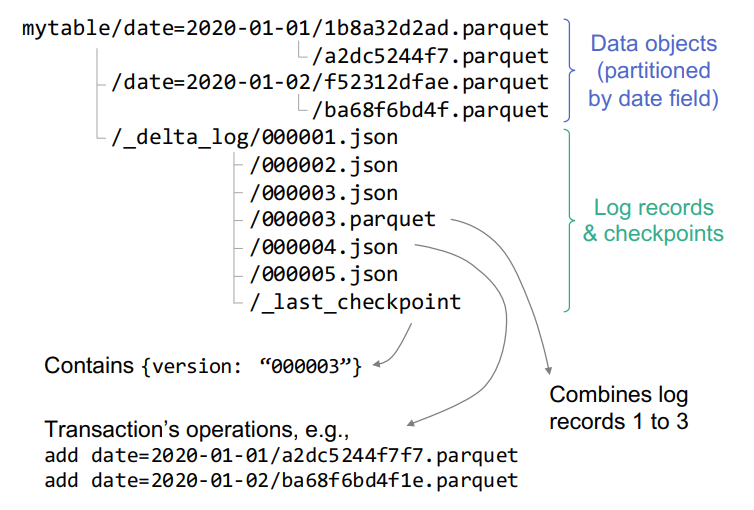 mytable/date=2020-01-01/1b8a32d2ad.parquet
/a2dc5244f7.parquet
/date=2020-01-02/f52312dfae.parquet
/ba68f6bd4f.parquet
/_delta_log/000001.json
/000002.json
/000003.json
/000003.parquet
/000004.json
/000005.json
/_last_checkpoint
Data objects
(partitioned
by date field)
Log records
& checkpoints
Contains {version: “000003”}
Combines log
records 1 to 3
Transaction’s operations, e.g.,
add date=2020-01-01/a2dc5244f7f7.parquet
add date=2020-01-02/ba68f6bd4f1e.parquet